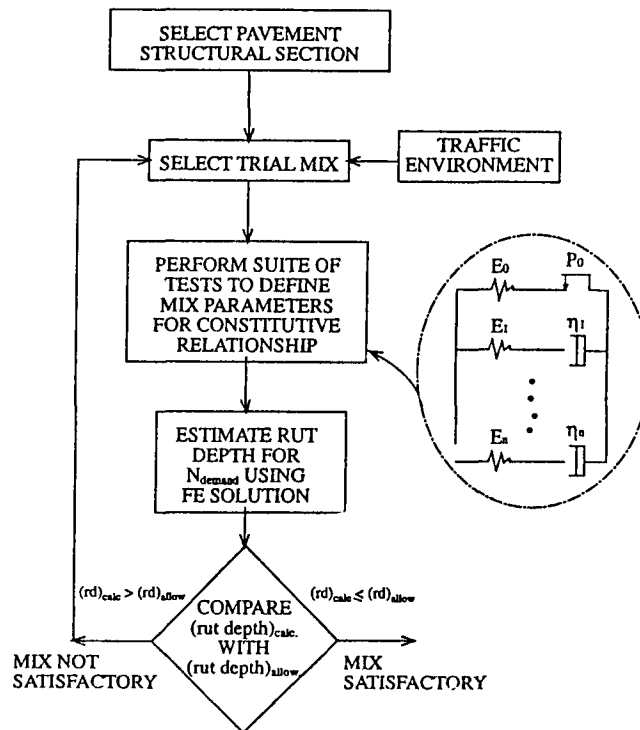 SELECT PAVEMENT
STRUCTURAL SECTION
SELECT TRIAL MIX
TRAFFIC
ENVIRONMENT
PERFORM SUITE OF
TESTS TO DEFINE
MIX PARAMETERS
FOR CONSTITUTIVE
RELATIONSHIP
E0
P0
E1
η1
En
ηn
ESTIMATE RUT
DEPTH FOR
Ndemand USING
FE SOLUTION
(rd)calc > (rd)allow
(rd)calc ≤ (rd)allow
COMPARE
(rut depth)calc.
WITH
(rut depth)allow
MIX NOT
SATISFACTORY
MIX
SATISFACTORY